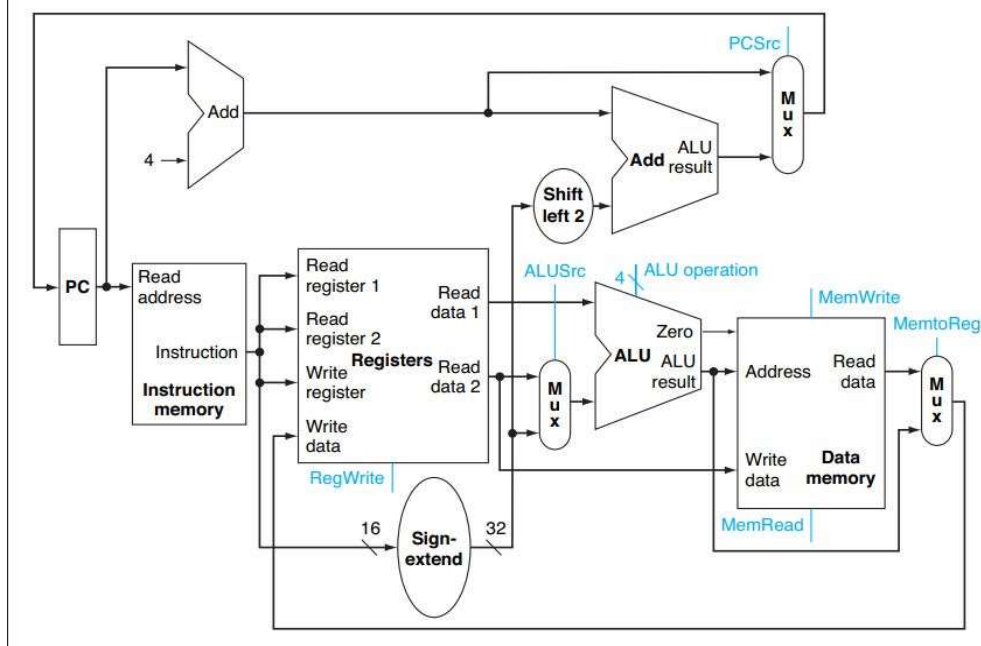 PCSrc
M
u
x
Add
ALU
Add
result
4
Shift
left 2
PC
Read
address
Instruction
Instruction
memory
Read
register 1
Read
data 1
Read
register 2
Registers
Write
register
Read
data 2
Write
data
RegWrite
ALUSrc
M
u
x
4
ALU operation
Zero
ALU
ALU
result
MemWrite
Address
Read
data
Write
data
Data
memory
MemRead
MemtoReg
M
u
x
16
Sign-
extend
32